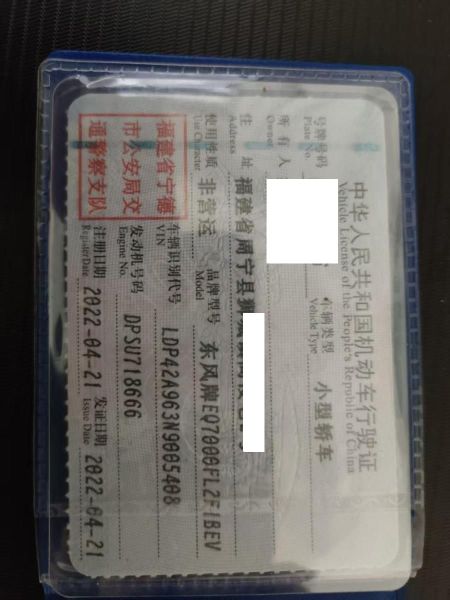 中华人民共和国机动车行驶证
Vehicle License of the People's Republic of China
号牌号码
Plate No.
车辆类型 小型轿车
Vehicle Type
所有人
Owner
住址 福建省周宁县狮城镇
Address
使用性质 非营运
Use Character
品牌型号 东风牌EQ7000FL2F1BEV
Model
车辆识别代号 LDP42A963N9005408
VIN
发动机号码 DPSU718666
Engine No.
注册日期 2022-04-21
Register Date
发证日期 2022-04-21
Issue Date
福建省宁德
市公安局交
通警察支队